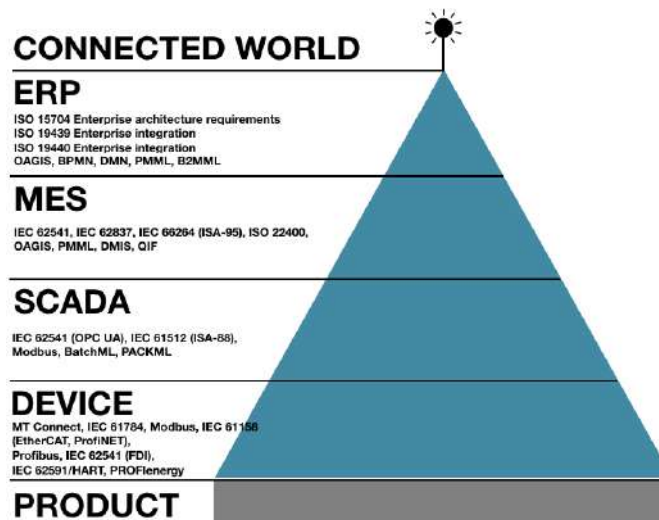 CONNECTED WORLD
ERP
ISO 15704 Enterprise architecture requirements
ISO 19439 Enterprise integration
ISO 19440 Enterprise integration
OAGIS, BPMN, DMN, PMML, B2MML
MES
IEC 62541, IEC 62837, IEC 66264 (ISA-95), ISO 22400,
OAGIS, PMML, DMIS, QIF
SCADA
IEC 62541 (OPC UA), IEC 61512 (ISA-88),
Modbus, BatchML, PACKML
DEVICE
MT Connect, IEC 61784, Modbus, IEC 61158
(EtherCAT, ProfiNET),
Profibus, IEC 62541 (FDI),
IEC 62591/HART, PROFIenergy
PRODUCT